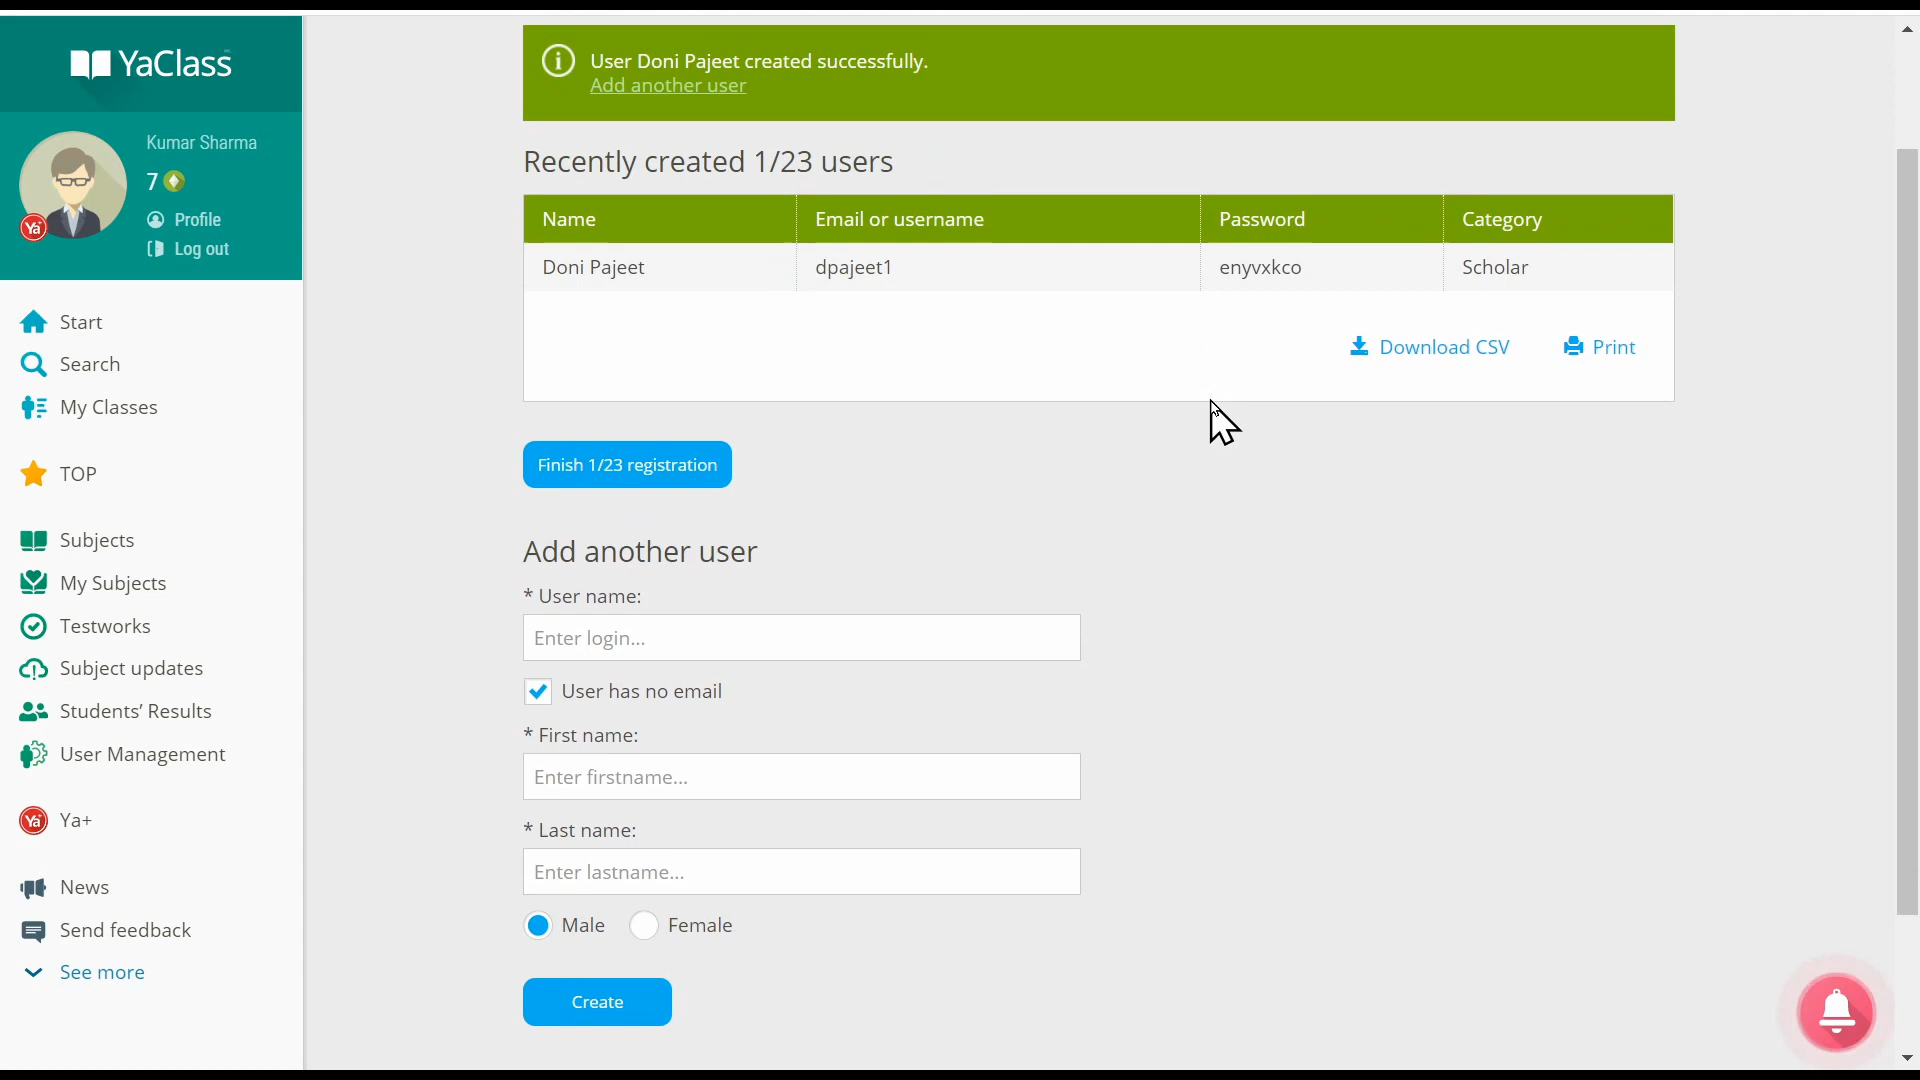 YaClass
Kumar Sharma
7
Profile
Log out
Start
Search
My Classes
TOP
Subjects
My Subjects
Testworks
Subject updates
Students’ Results
User Management
Ya+
Ya+
Ya+
News
Send feedback
See more
User Doni Pajeet created successfully.
Add another user
Recently created 1/23 users
Name Email or username Password Category
Doni Pajeet dpajeet1 enyvxkco Scholar
Download CSV Print
Finish 1/23 registration
Add another user
* User name:
Enter login...
User has no email
* First name:
Enter firstname...
* Last name:
Enter lastname...
Male Female
Create